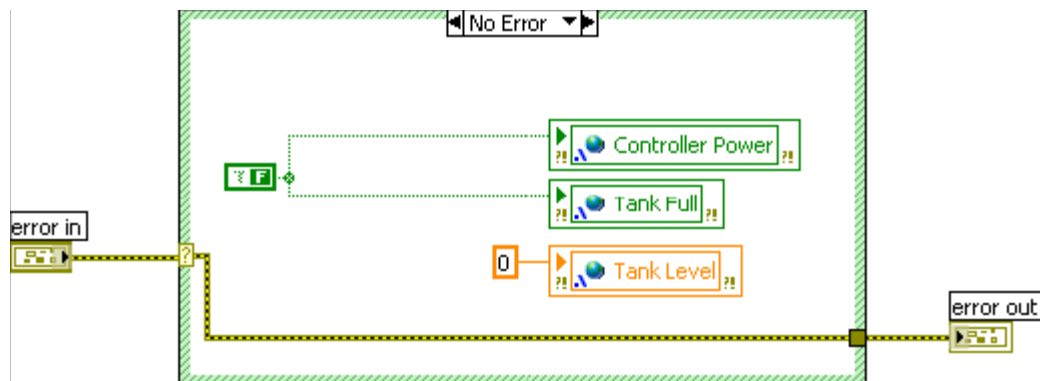 No Error
Controller Power
F
Tank Full
error in
?
0
Tank Level
error out